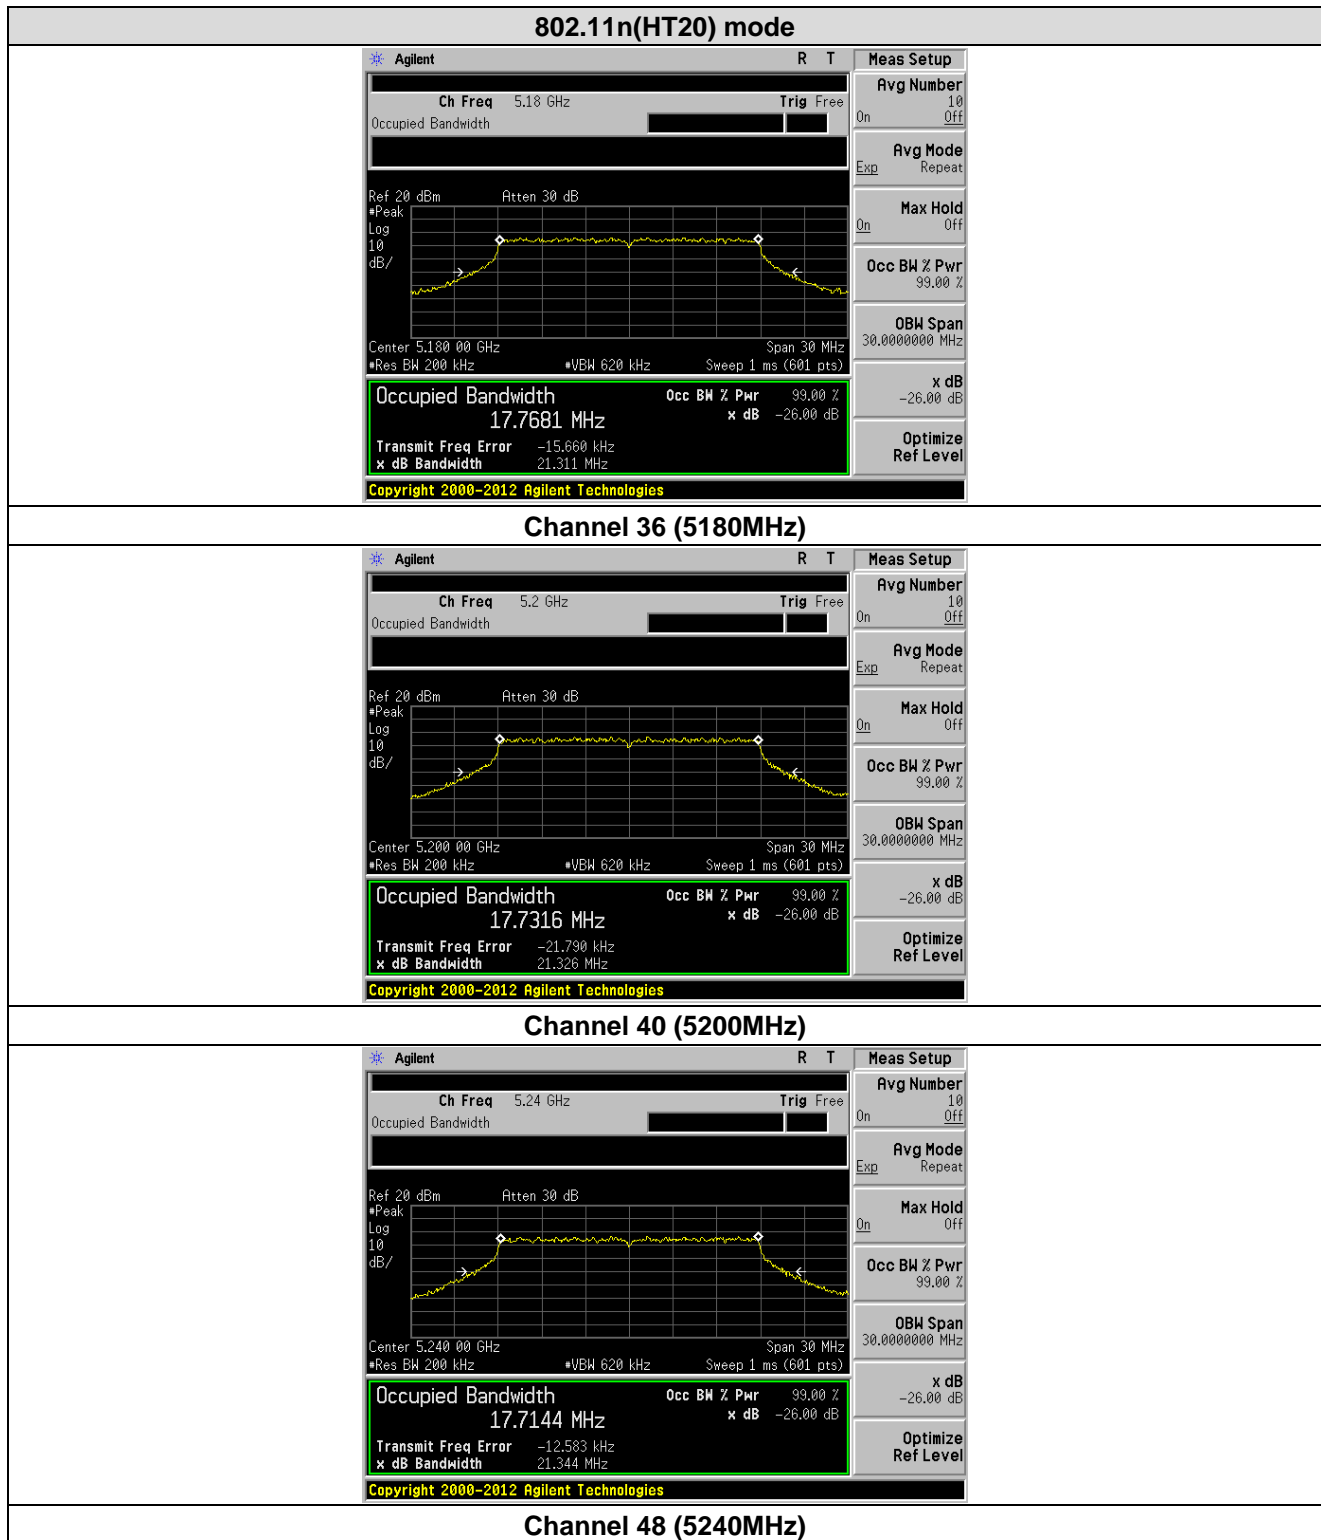 802.11n(HT20) mode
Agilent R T Meas Setup
Ch Freq 5.18 GHz Trig Free
Occupied Bandwidth
Avg Number
10
On Off
Avg Mode
Exp Repeat
Max Hold
On Off
Occ BW % Pwr
99.00 %
OBW Span
30.0000000 MHz
x dB
-26.00 dB
Optimize
Ref Level
Ref 20 dBm Atten 30 dB
#Peak
Log
10
dB/
Center 5.180 00 GHz Span 30 MHz
#Res BW 200 kHz #VBW 620 kHz Sweep 1 ms (601 pts)
Occupied Bandwidth Occ BW % Pwr 99.00 %
17.7681 MHz x dB -26.00 dB
Transmit Freq Error -15.660 kHz
x dB Bandwidth 21.311 MHz
Copyright 2000-2012 Agilent Technologies
Channel 36 (5180MHz)
Agilent R T Meas Setup
Ch Freq 5.2 GHz Trig Free
Occupied Bandwidth
Avg Number
10
On Off
Avg Mode
Exp Repeat
Max Hold
On Off
Occ BW % Pwr
99.00 %
OBW Span
30.0000000 MHz
x dB
-26.00 dB
Optimize
Ref Level
Ref 20 dBm Atten 30 dB
#Peak
Log
10
dB/
Center 5.200 00 GHz Span 30 MHz
#Res BW 200 kHz #VBW 620 kHz Sweep 1 ms (601 pts)
Occupied Bandwidth Occ BW % Pwr 99.00 %
17.7316 MHz x dB -26.00 dB
Transmit Freq Error -21.790 kHz
x dB Bandwidth 21.326 MHz
Copyright 2000-2012 Agilent Technologies
Channel 40 (5200MHz)
Agilent R T Meas Setup
Ch Freq 5.24 GHz Trig Free
Occupied Bandwidth
Avg Number
10
On Off
Avg Mode
Exp Repeat
Max Hold
On Off
Occ BW % Pwr
99.00 %
OBW Span
30.0000000 MHz
x dB
-26.00 dB
Optimize
Ref Level
Ref 20 dBm Atten 30 dB
#Peak
Log
10
dB/
Center 5.240 00 GHz Span 30 MHz
#Res BW 200 kHz #VBW 620 kHz Sweep 1 ms (601 pts)
Occupied Bandwidth Occ BW % Pwr 99.00 %
17.7144 MHz x dB -26.00 dB
Transmit Freq Error -12.583 kHz
x dB Bandwidth 21.344 MHz
Copyright 2000-2012 Agilent Technologies
Channel 48 (5240MHz)